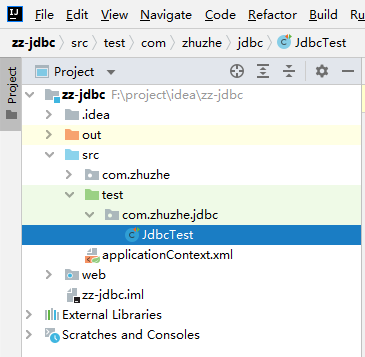 IJ File Edit View Navigate Code Refactor Build Run
zz-jdbc src test com zhuzhe jdbc JdbcTest
Project
Project
zz-jdbc F:\project\idea\zz-jdbc
.idea
out
src
com.zhuzhe
test
com.zhuzhe.jdbc
JdbcTest
applicationContext.xml
web
zz-jdbc.iml
External Libraries
Scratches and Consoles